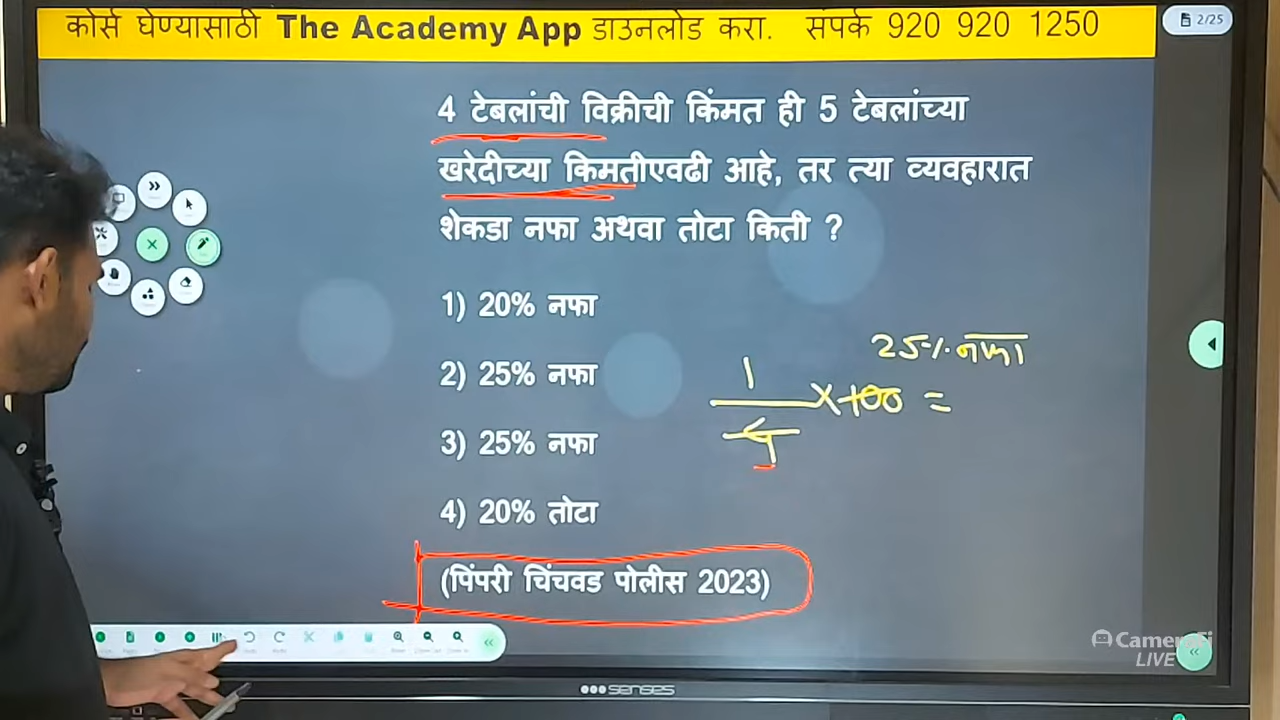 कोर्स घेण्यासाठी The Academy App डाउनलोड करा. संपर्क 920 920 1250
2/25
4 टेबलांची विक्रीची किंमत ही 5 टेबलांच्या
खरेदीच्या किमतीएवढी आहे, तर त्या व्यवहारात
शेकडा नफा अथवा तोटा किती ?
1) 20% नफा
2) 25% नफा
3) 25% नफा
4) 20% तोटा
(पिंपरी चिंचवड पोलीस 2023)
25% नफा
1
×100 =
4
LIVE
senses